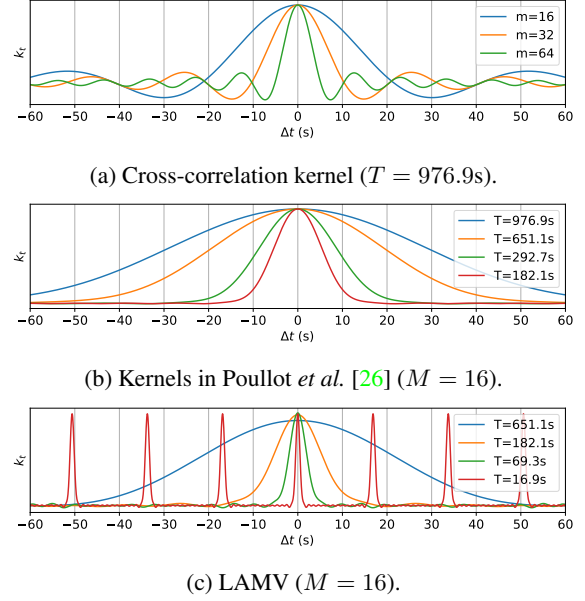 k_t
m=16
m=32
m=64
−60 −50 −40 −30 −20 −10 0 10 20 30 40 50 60
Δt (s)
(a) Cross-correlation kernel (T = 976.9s).
k_t
T=976.9s
T=651.1s
T=292.7s
T=182.1s
−60 −50 −40 −30 −20 −10 0 10 20 30 40 50 60
Δt (s)
(b) Kernels in Poullot et al. [26] (M = 16).
k_t
T=651.1s
T=182.1s
T=69.3s
T=16.9s
−60 −50 −40 −30 −20 −10 0 10 20 30 40 50 60
Δt (s)
(c) LAMV (M = 16).